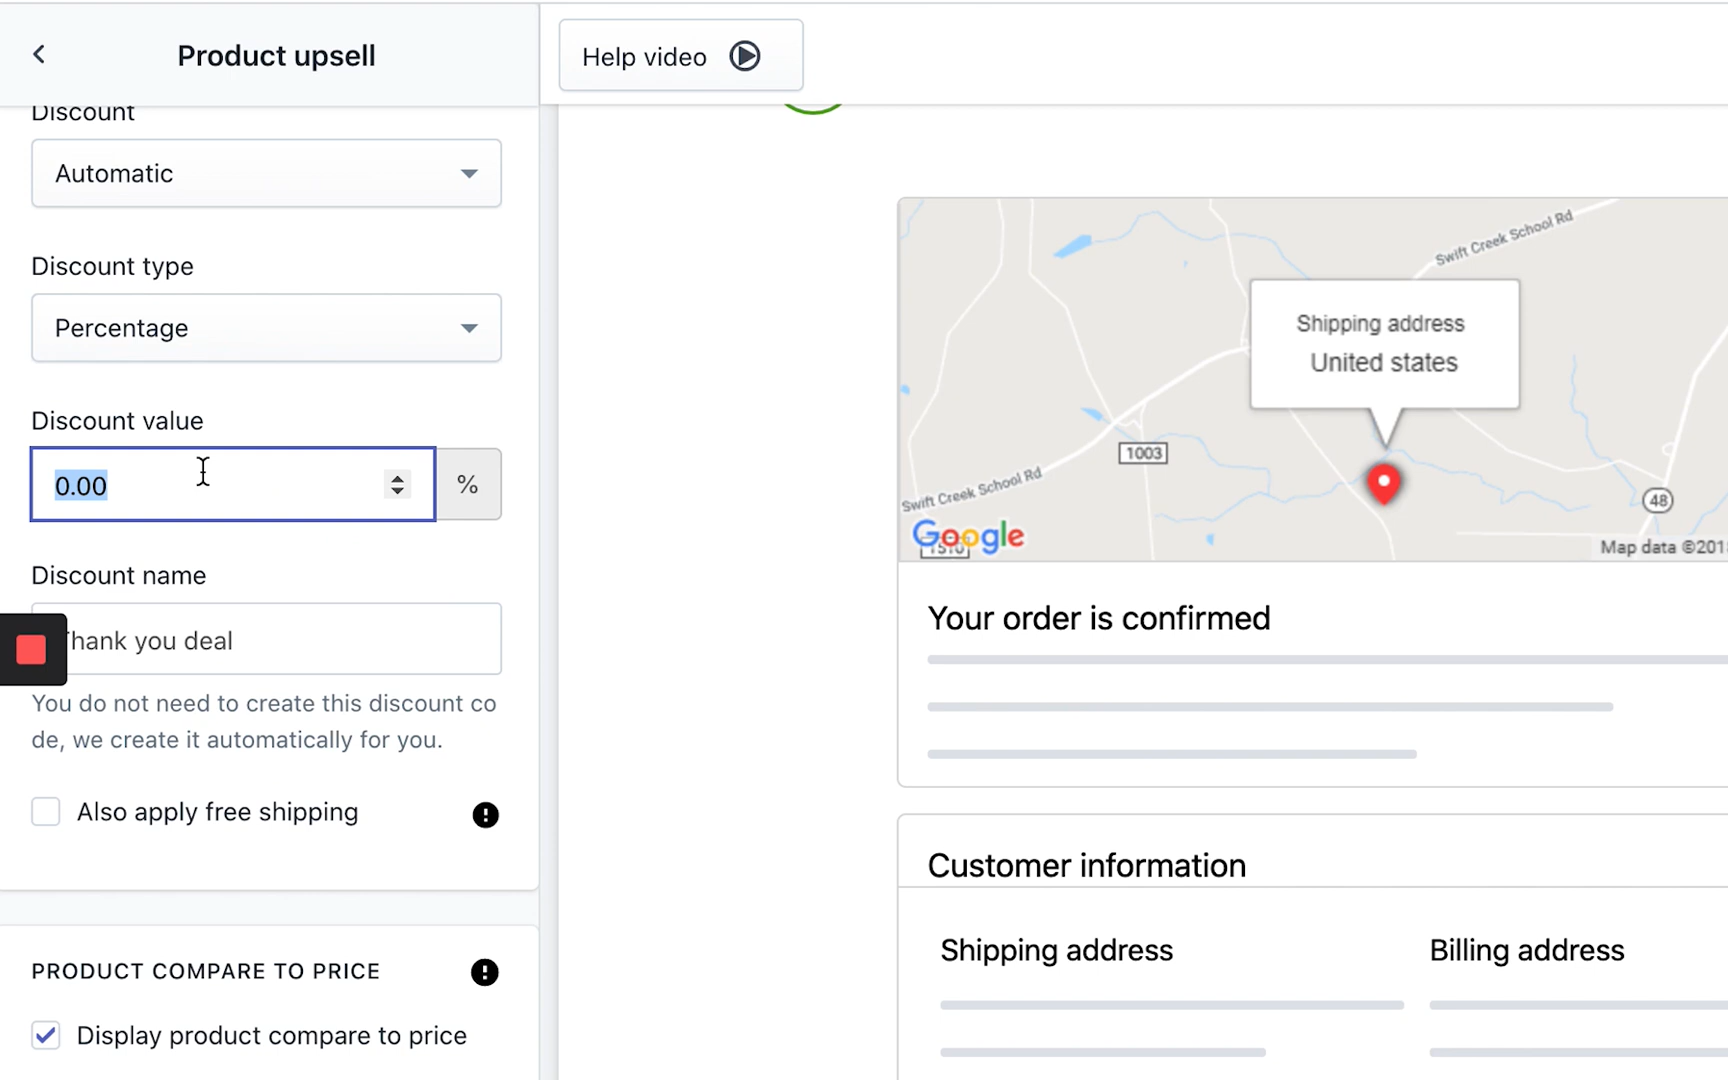 Product upsell
Help video
Discount
Automatic
Discount type
Percentage
Discount value
0.00
%
Discount name
hank you deal
You do not need to create this discount co
de, we create it automatically for you.
Also apply free shipping
PRODUCT COMPARE TO PRICE
Display product compare to price
Swift Creek School Rd
Shipping address
United states
1003
Swift Creek School Rd
48
Google
1510
Map data ©201
Your order is confirmed
Customer information
Shipping address
Billing address